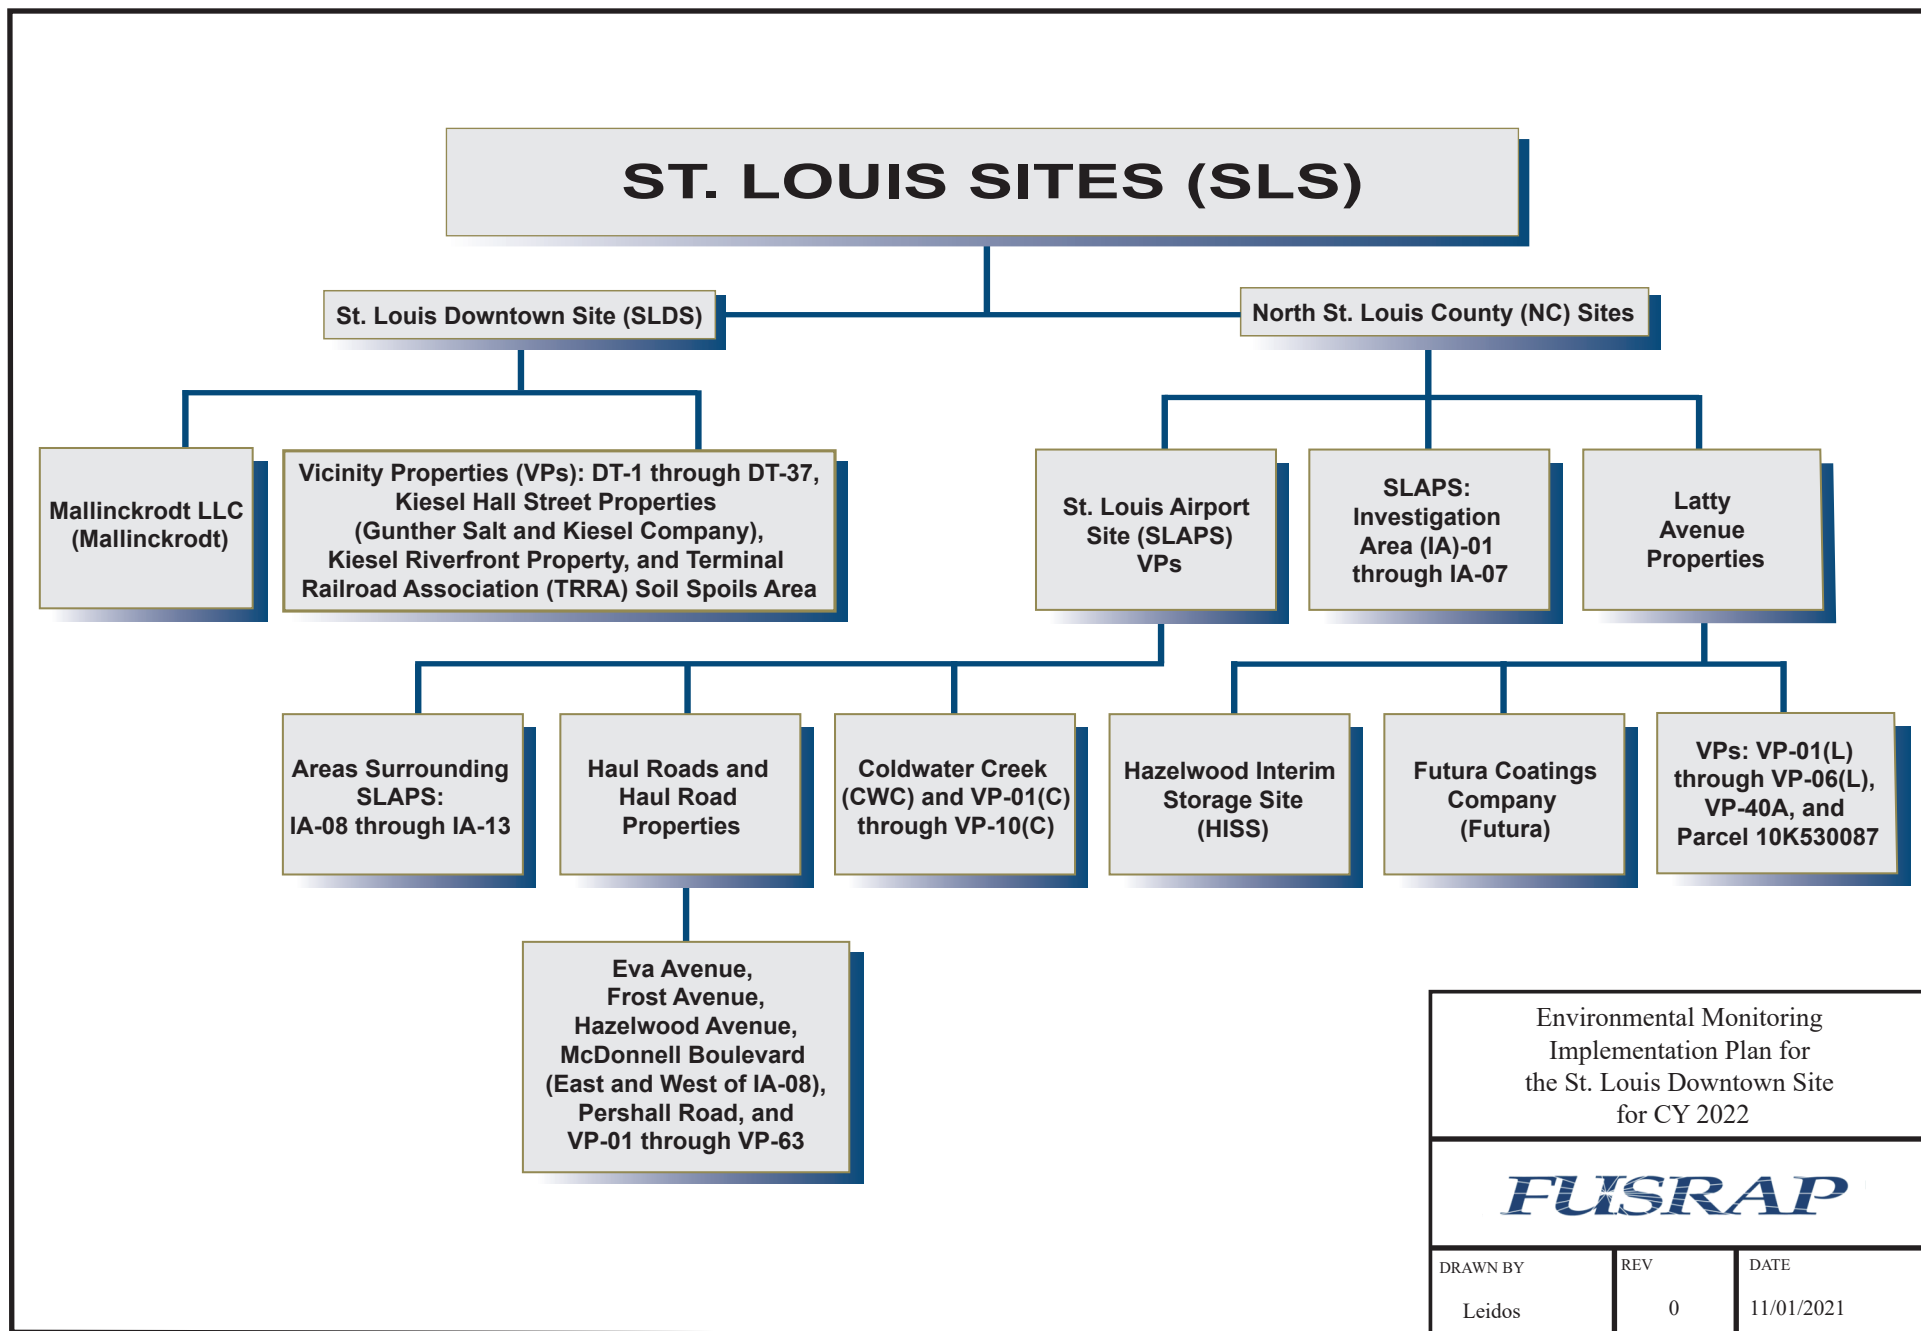 ST. LOUIS SITES (SLS)
St. Louis Downtown Site (SLDS)
North St. Louis County (NC) Sites
Mallinckrodt LLC
(Mallinckrodt)
Vicinity Properties (VPs): DT-1 through DT-37,
Kiesel Hall Street Properties
(Gunther Salt and Kiesel Company),
Kiesel Riverfront Property, and Terminal
Railroad Association (TRRA) Soil Spoils Area
St. Louis Airport
Site (SLAPS)
VPs
SLAPS:
Investigation
Area (IA)-01
through IA-07
Latty
Avenue
Properties
Areas Surrounding
SLAPS:
IA-08 through IA-13
Haul Roads and
Haul Road
Properties
Coldwater Creek
(CWC) and VP-01(C)
through VP-10(C)
Hazelwood Interim
Storage Site
(HISS)
Futura Coatings
Company
(Futura)
VPs: VP-01(L)
through VP-06(L),
VP-40A, and
Parcel 10K530087
Eva Avenue,
Frost Avenue,
Hazelwood Avenue,
McDonnell Boulevard
(East and West of IA-08),
Pershall Road, and
VP-01 through VP-63
Environmental Monitoring
Implementation Plan for
the St. Louis Downtown Site
for CY 2022
FUSRAP
DRAWN BY
Leidos
REV
0
DATE
11/01/2021